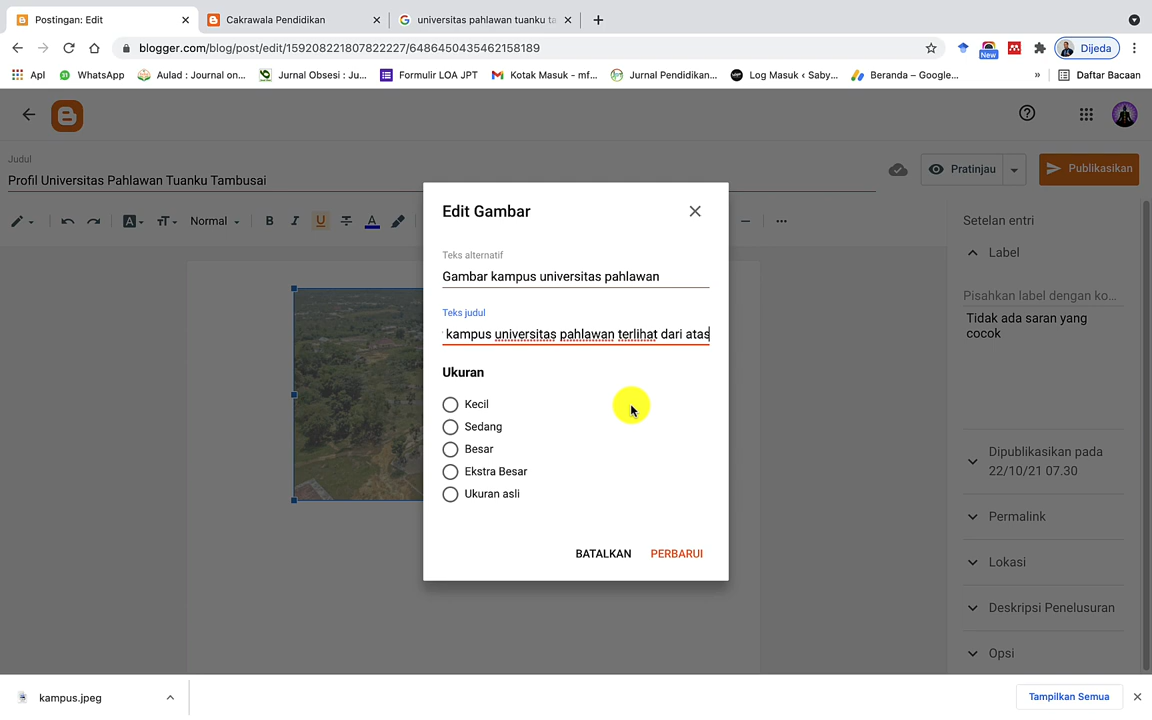 Postingan: Edit
Cakrawala Pendidikan
universitas pahlawan tuanku ta
blogger.com/blog/post/edit/159208221807822227/6486450435462158189
New
Dijeda
Apl
WhatsApp
Aulad : Journal on...
Jurnal Obsesi : Ju...
Formulir LOA JPT
Kotak Masuk - mf...
Jurnal Pendidikan...
Log Masuk ‹ Saby...
Beranda – Google...
»
Daftar Bacaan
Judul
Profil Universitas Pahlawan Tuanku Tambusai
Pratinjau
Publikasikan
Normal
B
I
U
A
Edit Gambar
Teks alternatif
Gambar kampus universitas pahlawan
Teks judul
kampus universitas pahlawan terlihat dari atas
Ukuran
Kecil
Sedang
Besar
Ekstra Besar
Ukuran asli
BATALKAN
PERBARUI
Setelan entri
Label
Pisahkan label dengan ko...
Tidak ada saran yang
cocok
Dipublikasikan pada
22/10/21 07.30
Permalink
Lokasi
Deskripsi Penelusuran
Opsi
kampus.jpeg
Tampilkan Semua